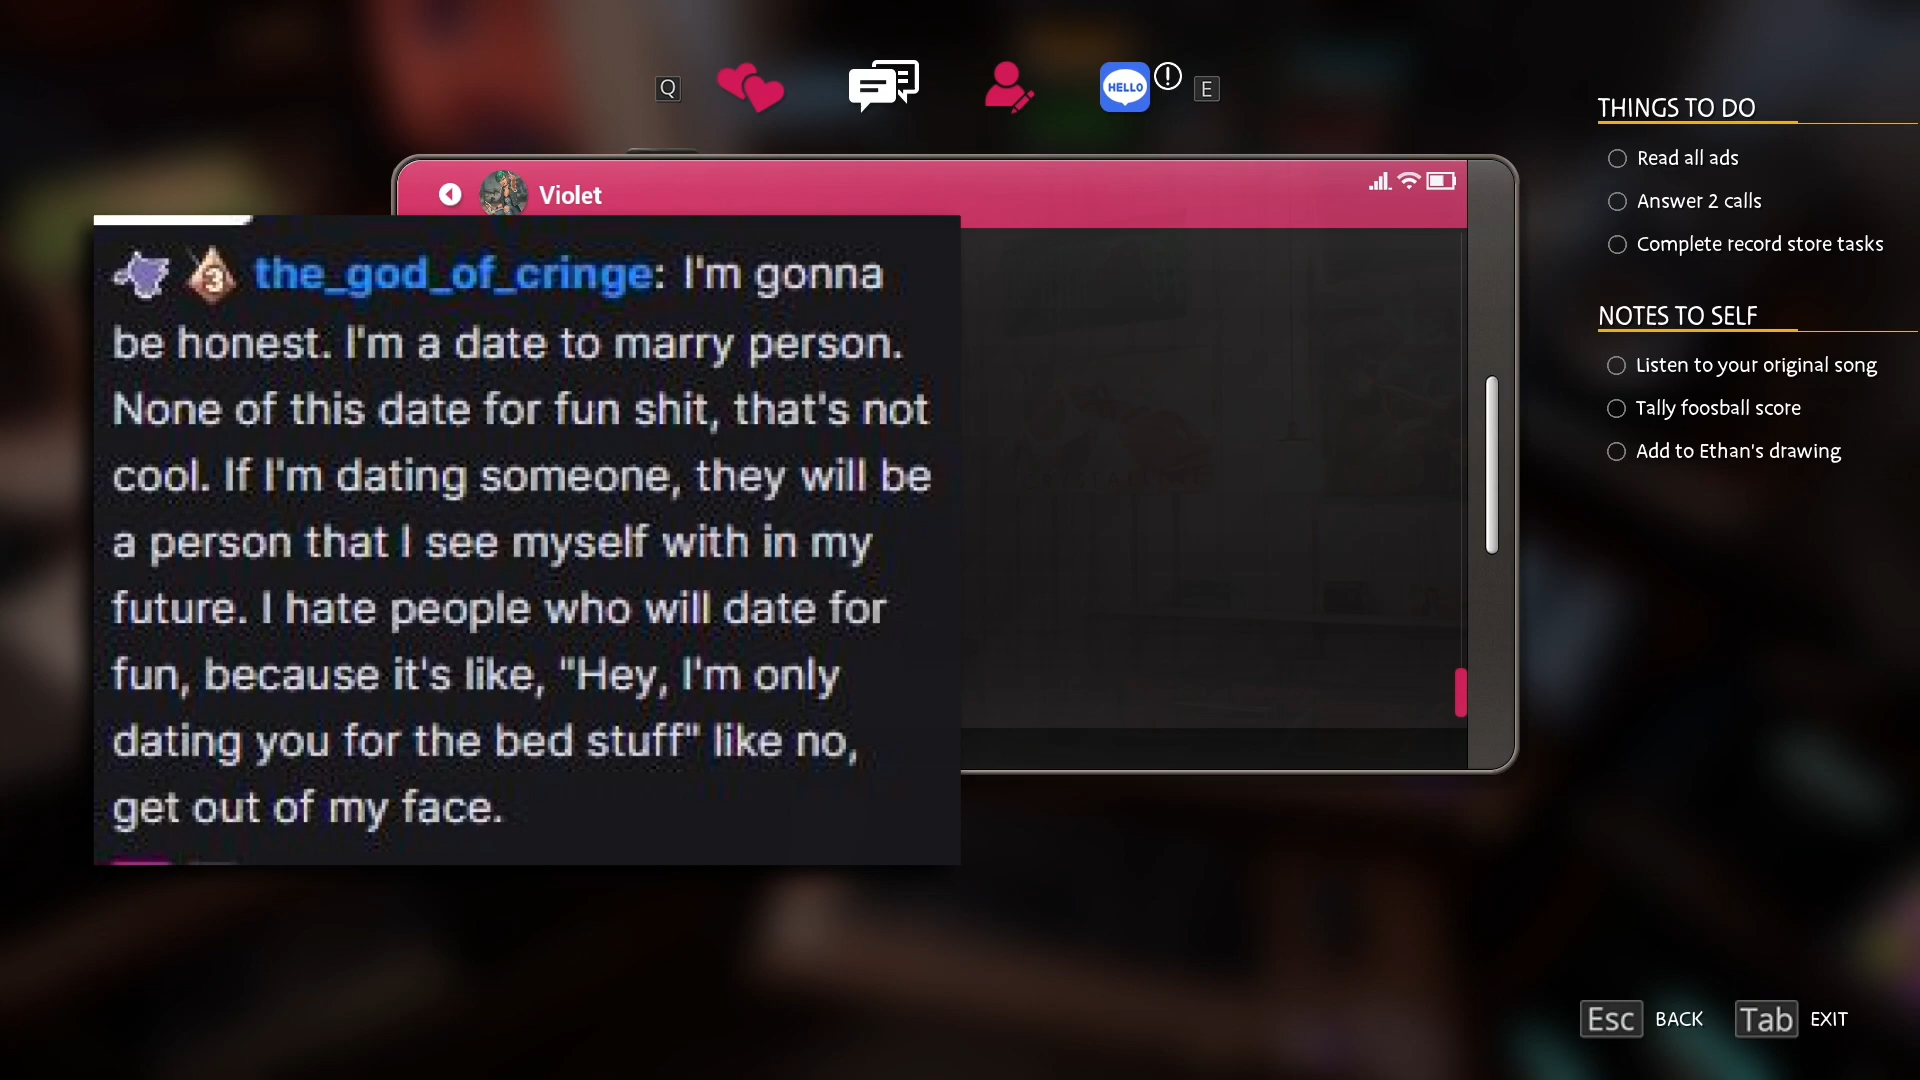 Q
HELLO
!
E
Violet
3 the_god_of_cringe: I'm gonna
be honest. I'm a date to marry person.
None of this date for fun shit, that's not
cool. If I'm dating someone, they will be
a person that I see myself with in my
future. I hate people who will date for
fun, because it's like, "Hey, I'm only
dating you for the bed stuff" like no,
get out of my face.
THINGS TO DO
Read all ads
Answer 2 calls
Complete record store tasks
NOTES TO SELF
Listen to your original song
Tally foosball score
Add to Ethan's drawing
Esc BACK Tab EXIT